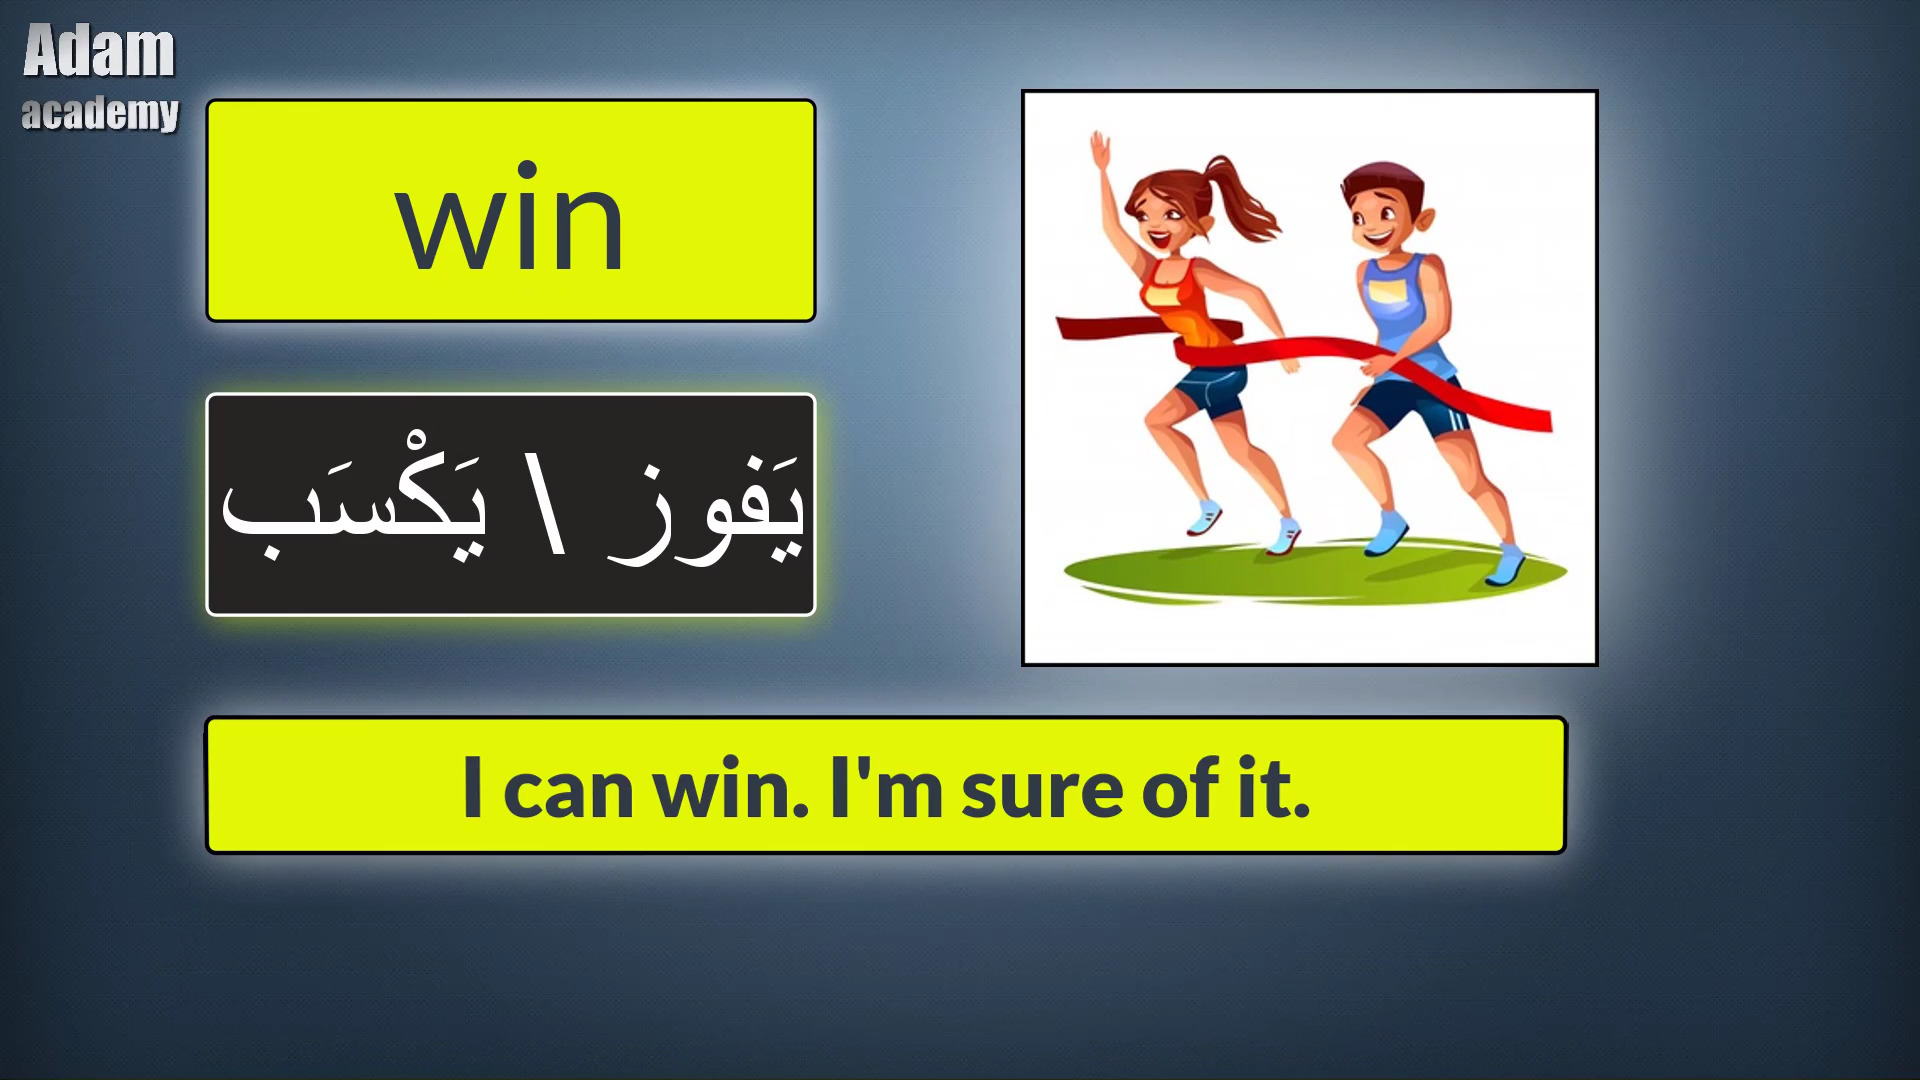 Adam
academy
win
يَفوز \ يَكْسَب
I can win. I'm sure of it.